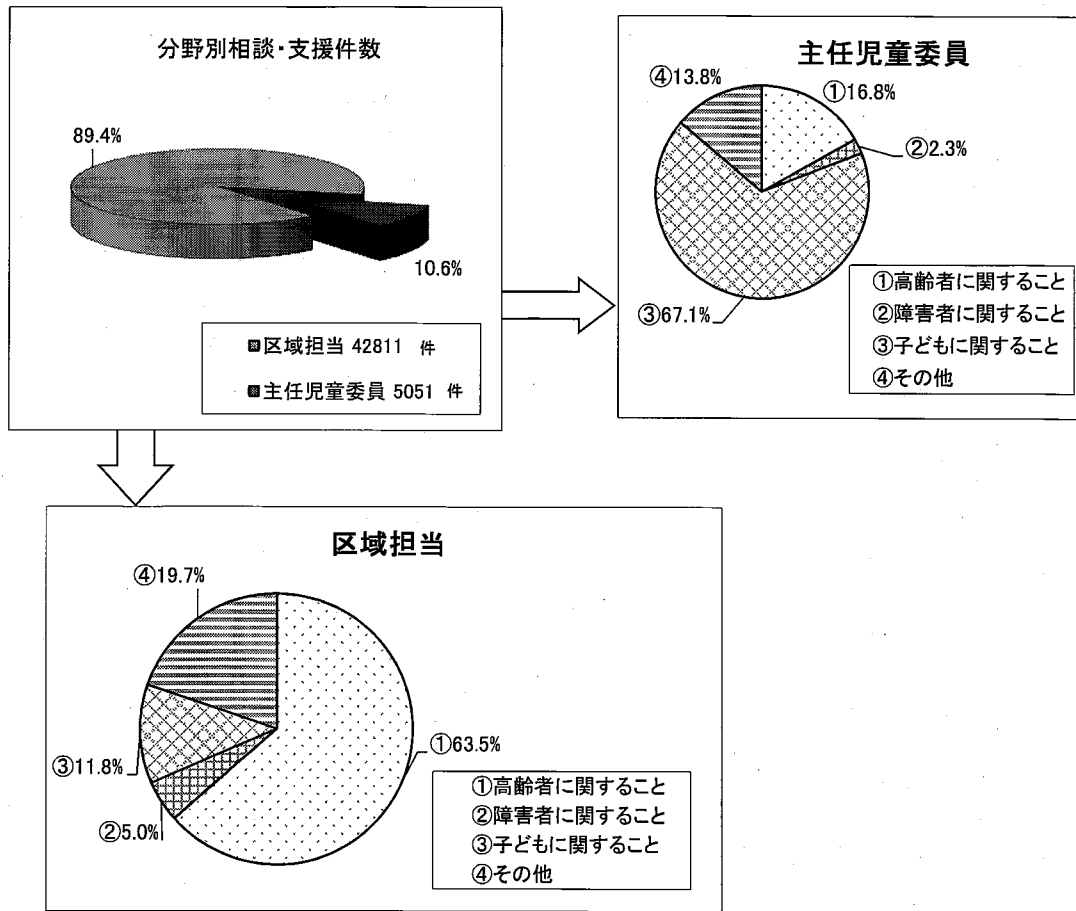 分野別相談・支援件数
89.4%
10.6%
■区域担当 42811 件
■主任児童委員 5051 件
主任児童委員
④13.8%
①16.8%
②2.3%
③67.1%
①高齢者に関すること
②障害者に関すること
③子どもに関すること
④その他
区域担当
④19.7%
①63.5%
③11.8%
②5.0%
①高齢者に関すること
②障害者に関すること
③子どもに関すること
④その他